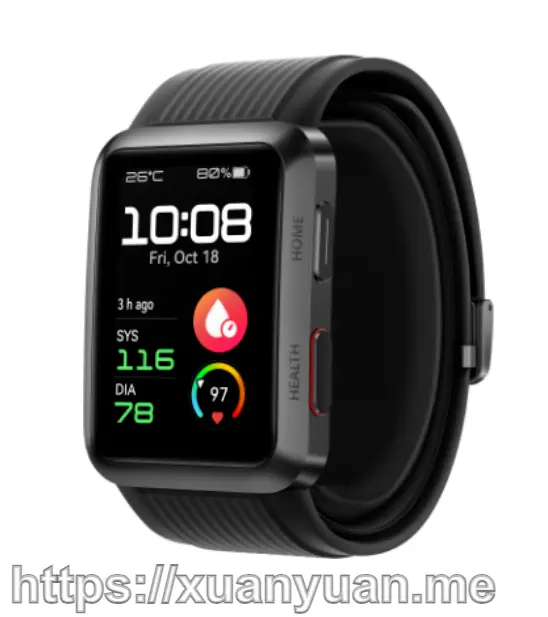 26°C 80%
10:08
Fri, Oct 18
HOME
3 h ago
SYS
116
DIA
78
97
HEALTH
https://xuanyuan.me